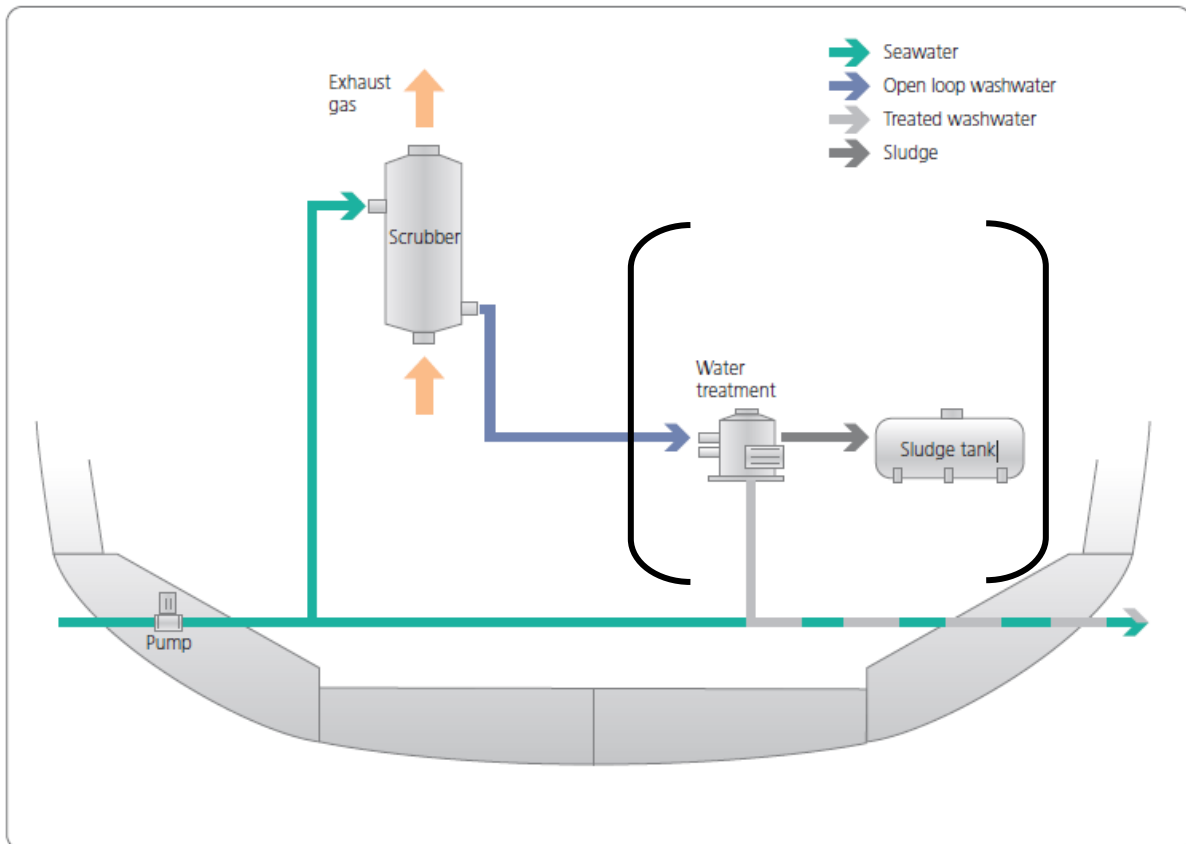 Seawater
Open loop washwater
Treated washwater
Sludge
Exhaust
gas
Scrubber
Water
treatment
Sludge tank
Pump